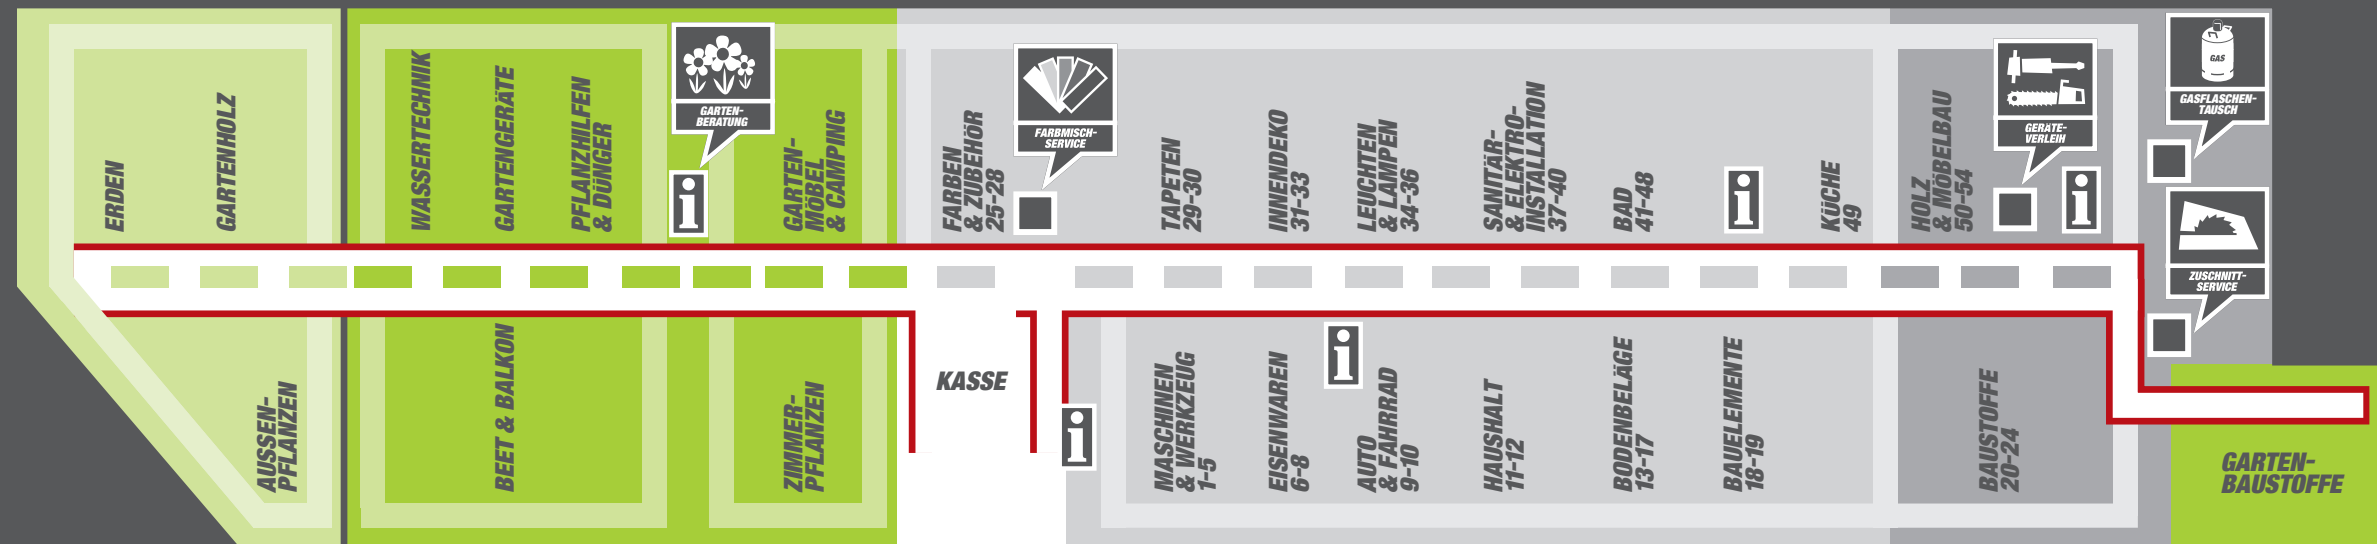 ERDEN
GARTENHOLZ
WASSERTECHNIK
GARTENGERÄTE
PFLANZHILFEN
& DÜNGER
GARTEN-
BERATUNG
i
GARTEN-
MÖBEL
& CAMPING
FARBEN
& ZUBEHÖR
25-28
FARBMISCH-
SERVICE
TAPETEN
29-30
INNENDEKO
31-33
LEUCHTEN
& LAMPEN
34-36
SANITÄR-
& ELEKTRO-
INSTALLATION
37-40
BAD
41-48
i
KÜCHE
49
HOLZ
& MÖBELBAU
50-54
GERÄTE-
VERLEIH
i
GAS
GASFLASCHEN-
TAUSCH
ZUSCHNITT-
SERVICE
AUSSEN-
PFLANZEN
BEET & BALKON
ZIMMER-
PFLANZEN
KASSE
i
MASCHINEN
& WERKZEUG
1-5
EISENWAREN
6-8
i
AUTO
& FAHRRAD
9-10
HAUSHALT
11-12
BODENBELÄGE
13-17
BAUELEMENTE
18-19
BAUSTOFFE
20-24
GARTEN-
BAUSTOFFE